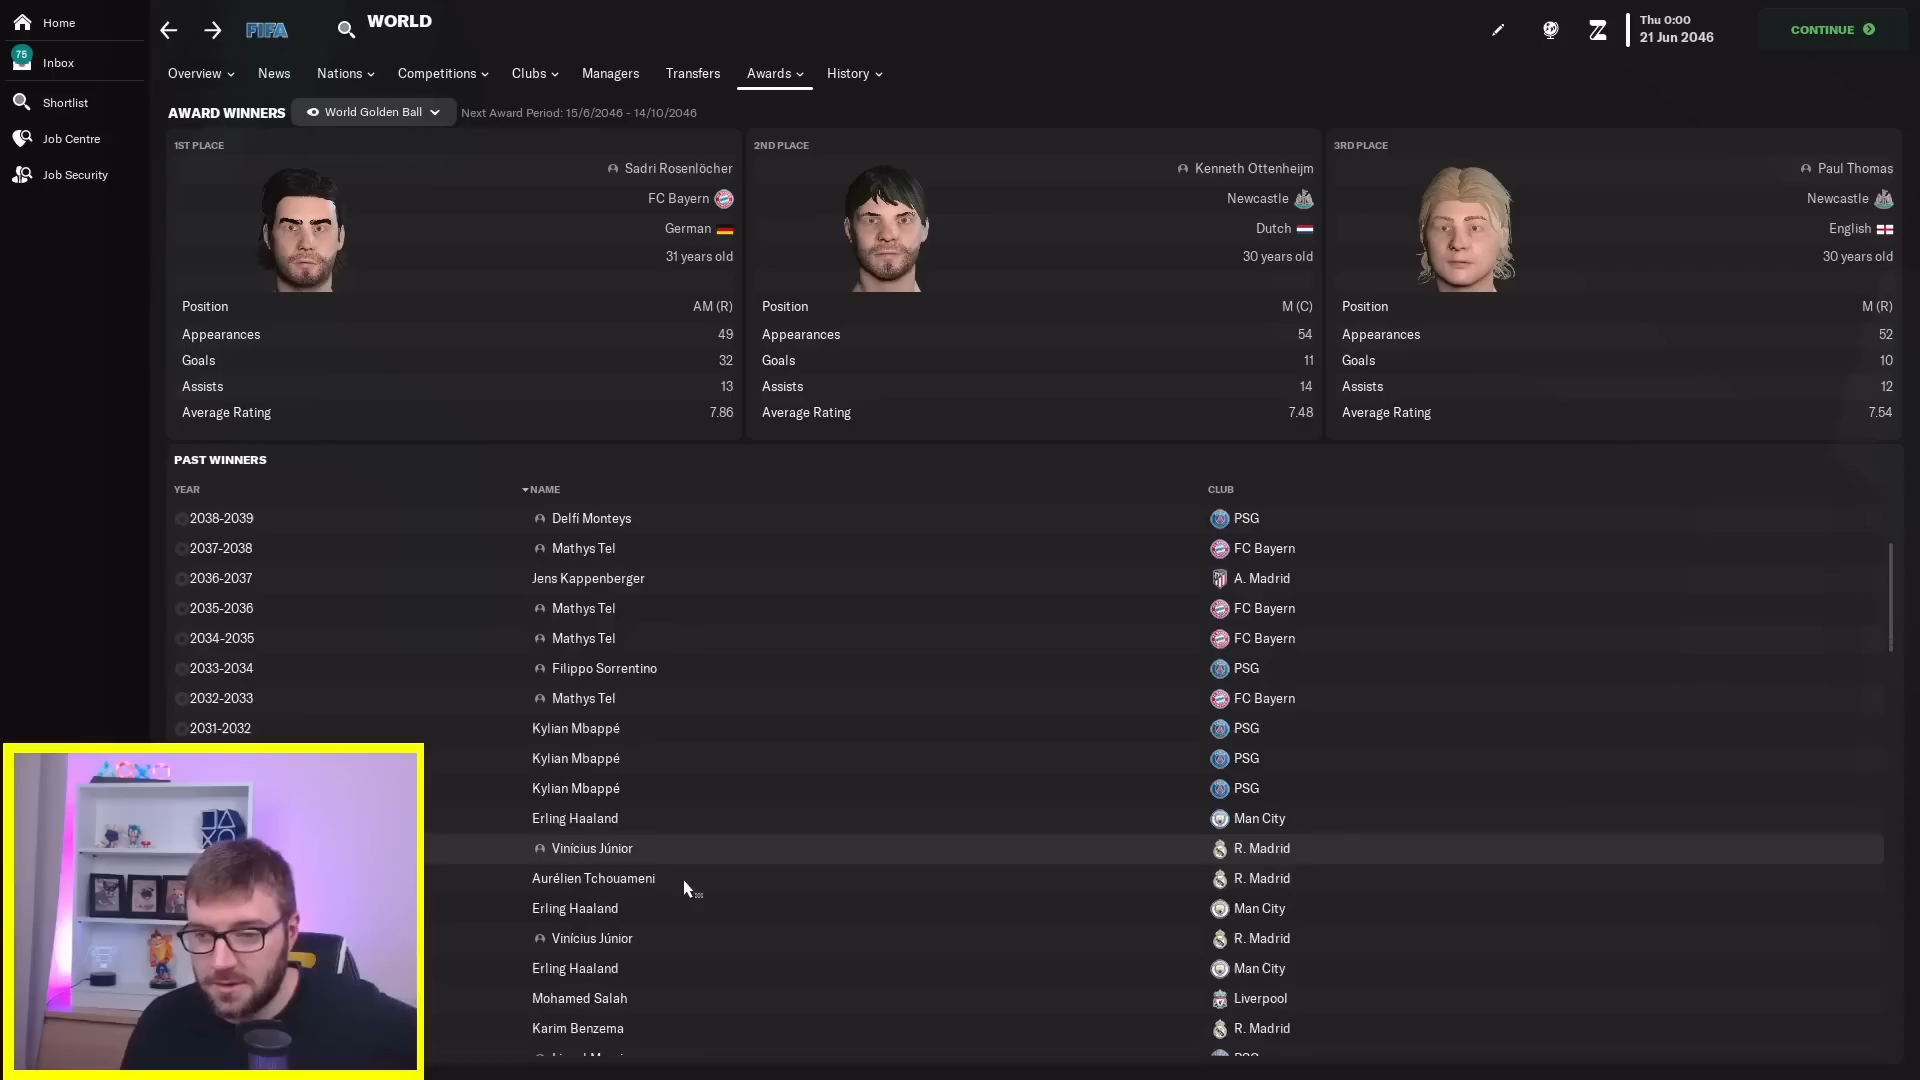 Home
Inbox
75
Shortlist
Job Centre
Job Security
FIFA
WORLD
Thu 0:00
21 Jun 2046
CONTINUE
Overview
News
Nations
Competitions
Clubs
Managers
Transfers
Awards
History
AWARD WINNERS
World Golden Ball
Next Award Period: 15/6/2046 - 14/10/2046
1ST PLACE
Sadri Rosenlöcher
FC Bayern
German
31 years old
Position AM (R)
Appearances 49
Goals 32
Assists 13
Average Rating 7.86
2ND PLACE
Kenneth Ottenheijm
Newcastle
Dutch
30 years old
Position M (C)
Appearances 54
Goals 11
Assists 14
Average Rating 7.48
3RD PLACE
Paul Thomas
Newcastle
English
30 years old
Position M (R)
Appearances 52
Goals 10
Assists 12
Average Rating 7.54
PAST WINNERS
YEAR NAME CLUB
2038-2039 Delfí Monteys PSG
2037-2038 Mathys Tel FC Bayern
2036-2037 Jens Kappenberger A. Madrid
2035-2036 Mathys Tel FC Bayern
2034-2035 Mathys Tel FC Bayern
2033-2034 Filippo Sorrentino PSG
2032-2033 Mathys Tel FC Bayern
2031-2032 Kylian Mbappé PSG
Kylian Mbappé PSG
Kylian Mbappé PSG
Erling Haaland Man City
Vinícius Júnior R. Madrid
Aurélien Tchouameni R. Madrid
Erling Haaland Man City
Vinícius Júnior R. Madrid
Erling Haaland Man City
Mohamed Salah Liverpool
Karim Benzema R. Madrid